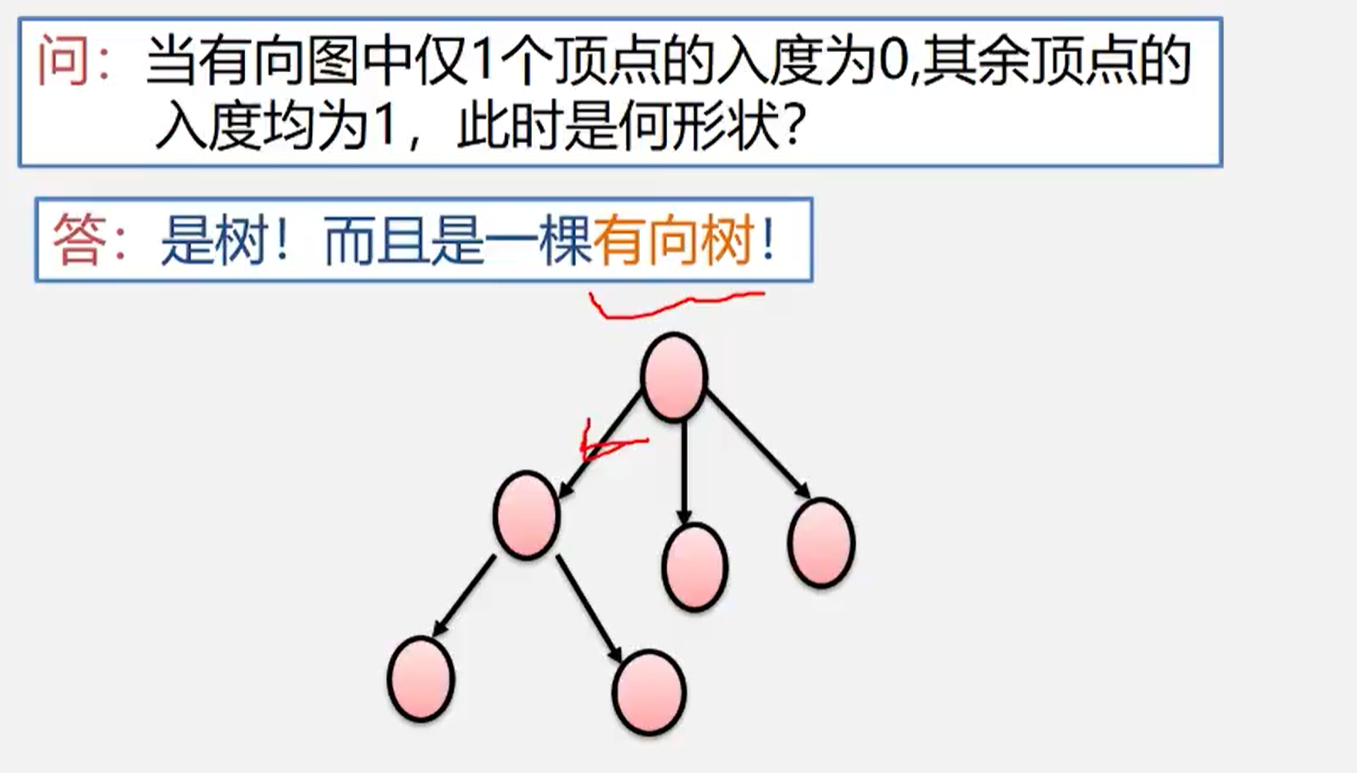 问：当有向图中仅1个顶点的入度为0,其余顶点的
入度均为1，此时是何形状？
答：是树！而且是一棵有向树！